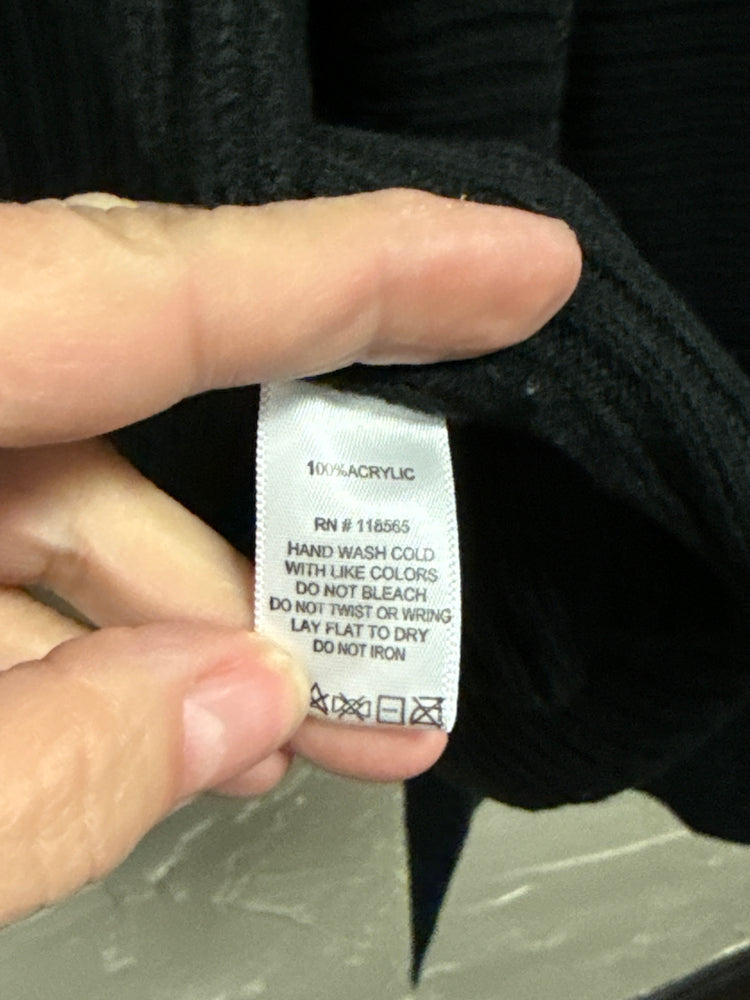 100%ACRYLIC
RN # 118565
HAND WASH COLD
WITH LIKE COLORS
DO NOT BLEACH
DO NOT TWIST OR WRING
LAY FLAT TO DRY
DO NOT IRON